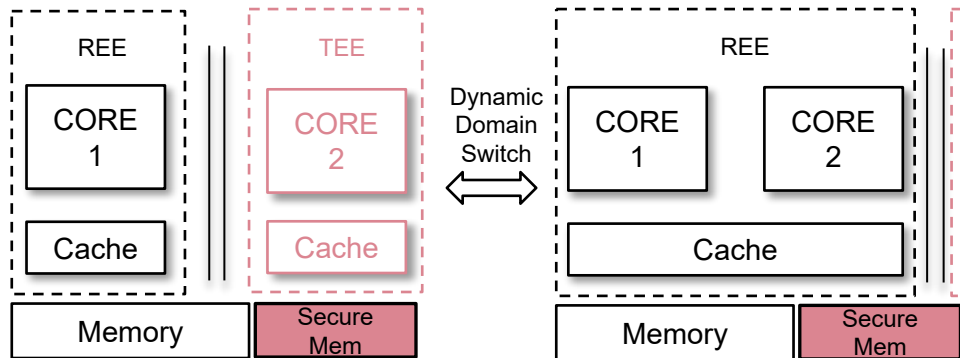 REE
CORE
1
Cache
TEE
CORE
2
Cache
Memory
Secure
Mem
Dynamic
Domain
Switch
REE
CORE
1
CORE
2
Cache
Memory
Secure
Mem